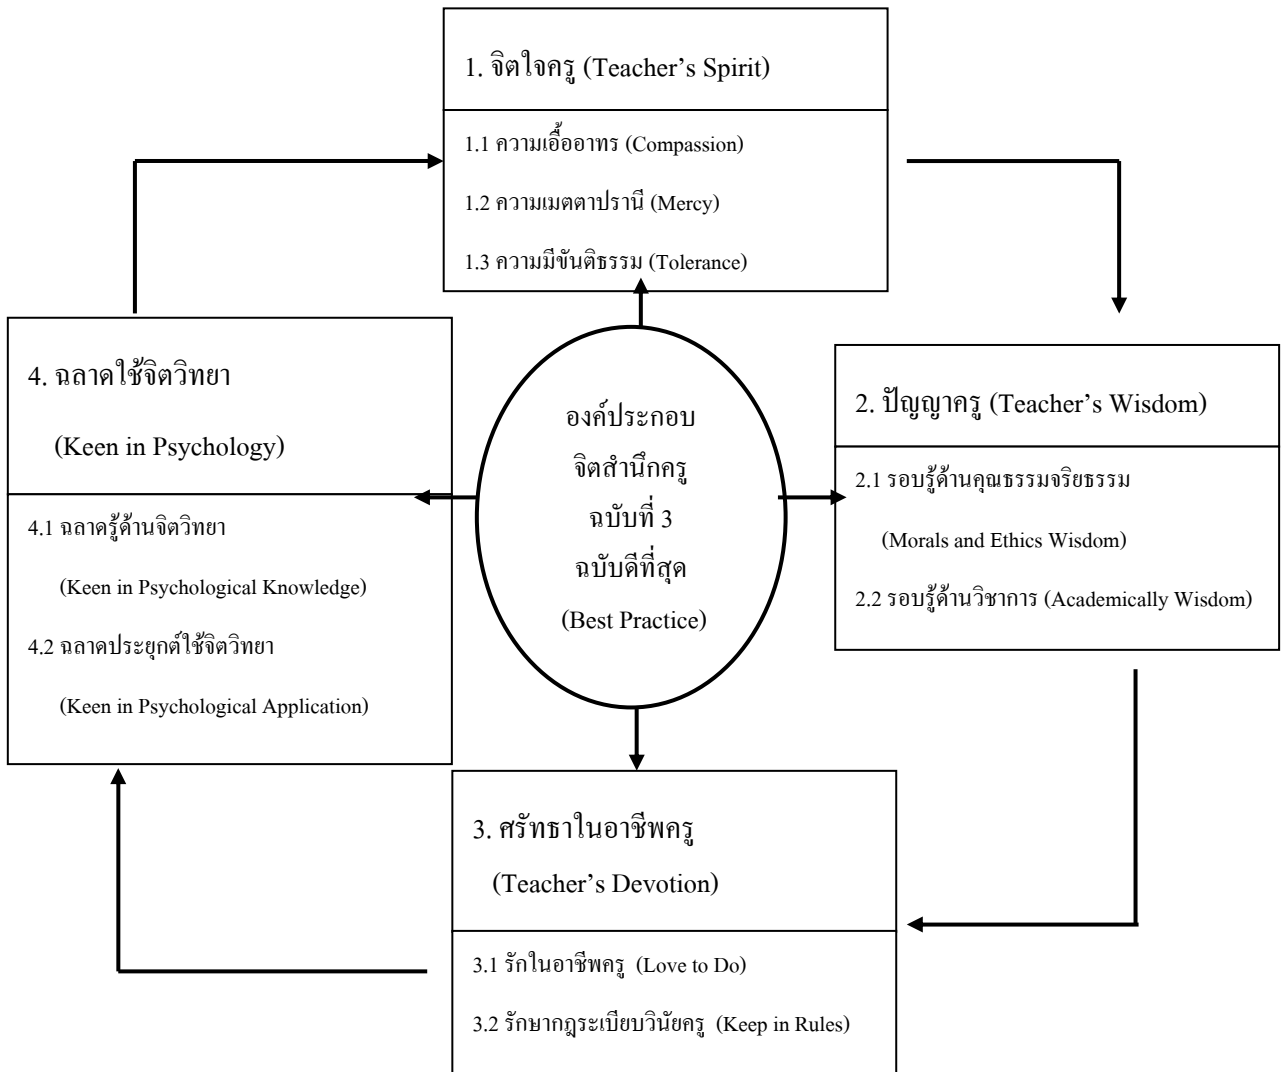 1. จิตใจครู (Teacher’s Spirit)
1.1 ความเอื้ออาทร (Compassion)
1.2 ความเมตตาปรานี (Mercy)
1.3 ความมีขันติธรรม (Tolerance)
2. ปัญญาครู (Teacher’s Wisdom)
2.1 รอบรู้ด้านคุณธรรมจริยธรรม
(Morals and Ethics Wisdom)
2.2 รอบรู้ด้านวิชาการ (Academically Wisdom)
3. ศรัทธาในอาชีพครู
(Teacher’s Devotion)
3.1 รักในอาชีพครู (Love to Do)
3.2 รักษากฎระเบียบวินัยครู (Keep in Rules)
4. ฉลาดใช้จิตวิทยา
(Keen in Psychology)
4.1 ฉลาดรู้ด้านจิตวิทยา
(Keen in Psychological Knowledge)
4.2 ฉลาดประยุกต์ใช้จิตวิทยา
(Keen in Psychological Application)
องค์ประกอบ
จิตสำนึกครู
ฉบับที่ 3
ฉบับดีที่สุด
(Best Practice)